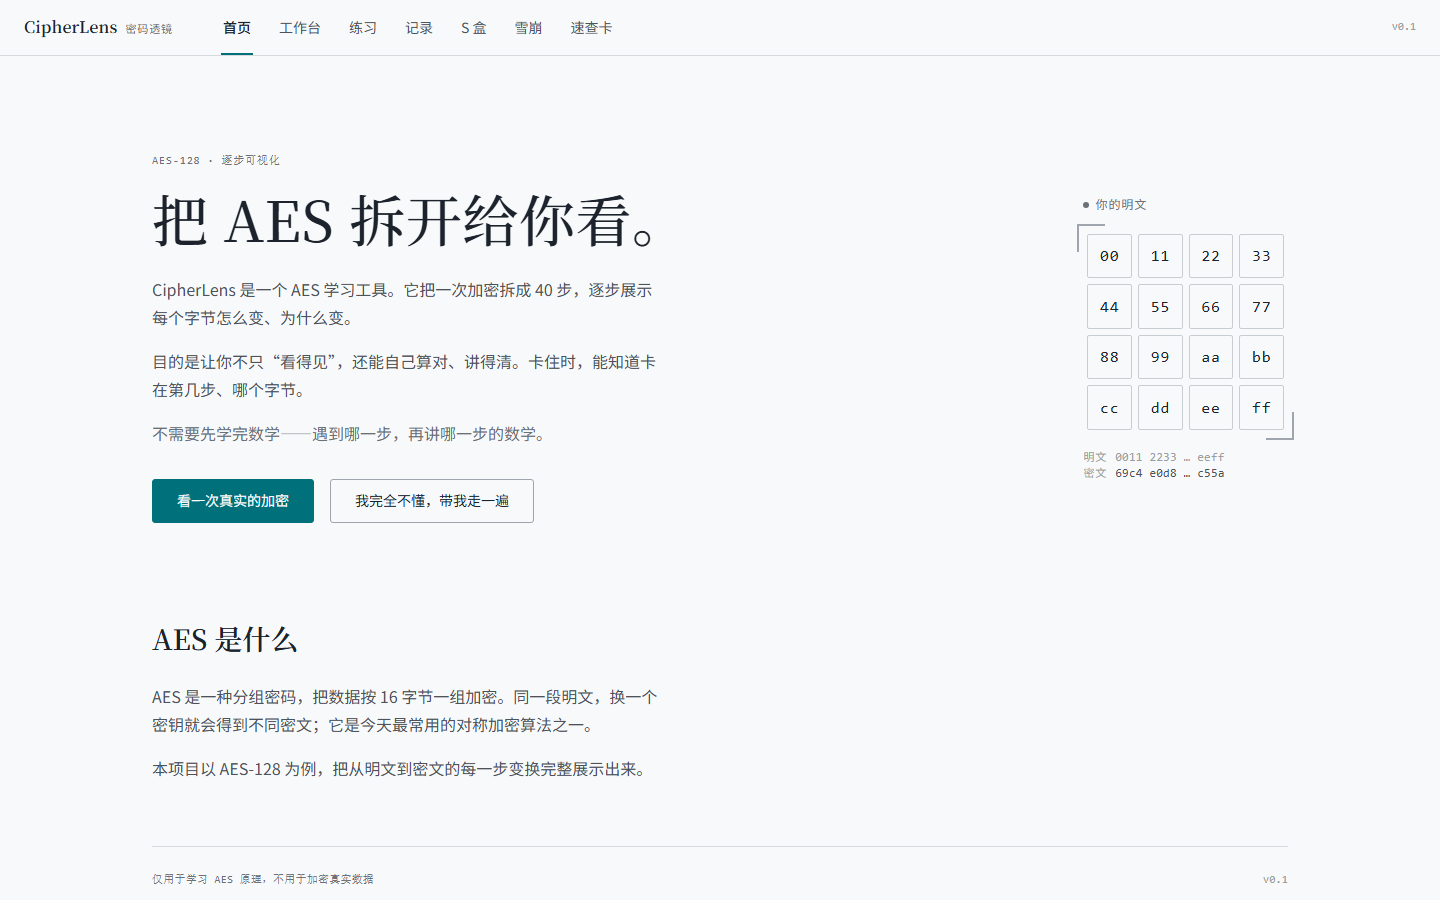 CipherLens 密码透镜 首页 工作台 练习 记录 S 盒 雪崩 速查卡 v0.1
AES-128 · 逐步可视化
把 AES 拆开给你看。
CipherLens 是一个 AES 学习工具。它把一次加密拆成 40 步，逐步展示
每个字节怎么变、为什么变。
目的是让你不只“看得见”，还能自己算对、讲得清。卡住时，能知道卡
在第几步、哪个字节。
不需要先学完数学——遇到哪一步，再讲哪一步的数学。
看一次真实的加密 我完全不懂，带我走一遍
你的明文
00 11 22 33
44 55 66 77
88 99 aa bb
cc dd ee ff
明文 0011 2233 … eeff
密文 69c4 e0d8 … c55a
AES 是什么
AES 是一种分组密码，把数据按 16 字节一组加密。同一段明文，换一个
密钥就会得到不同密文；它是今天最常用的对称加密算法之一。
本项目以 AES-128 为例，把从明文到密文的每一步变换完整展示出来。
仅用于学习 AES 原理，不用于加密真实数据 v0.1